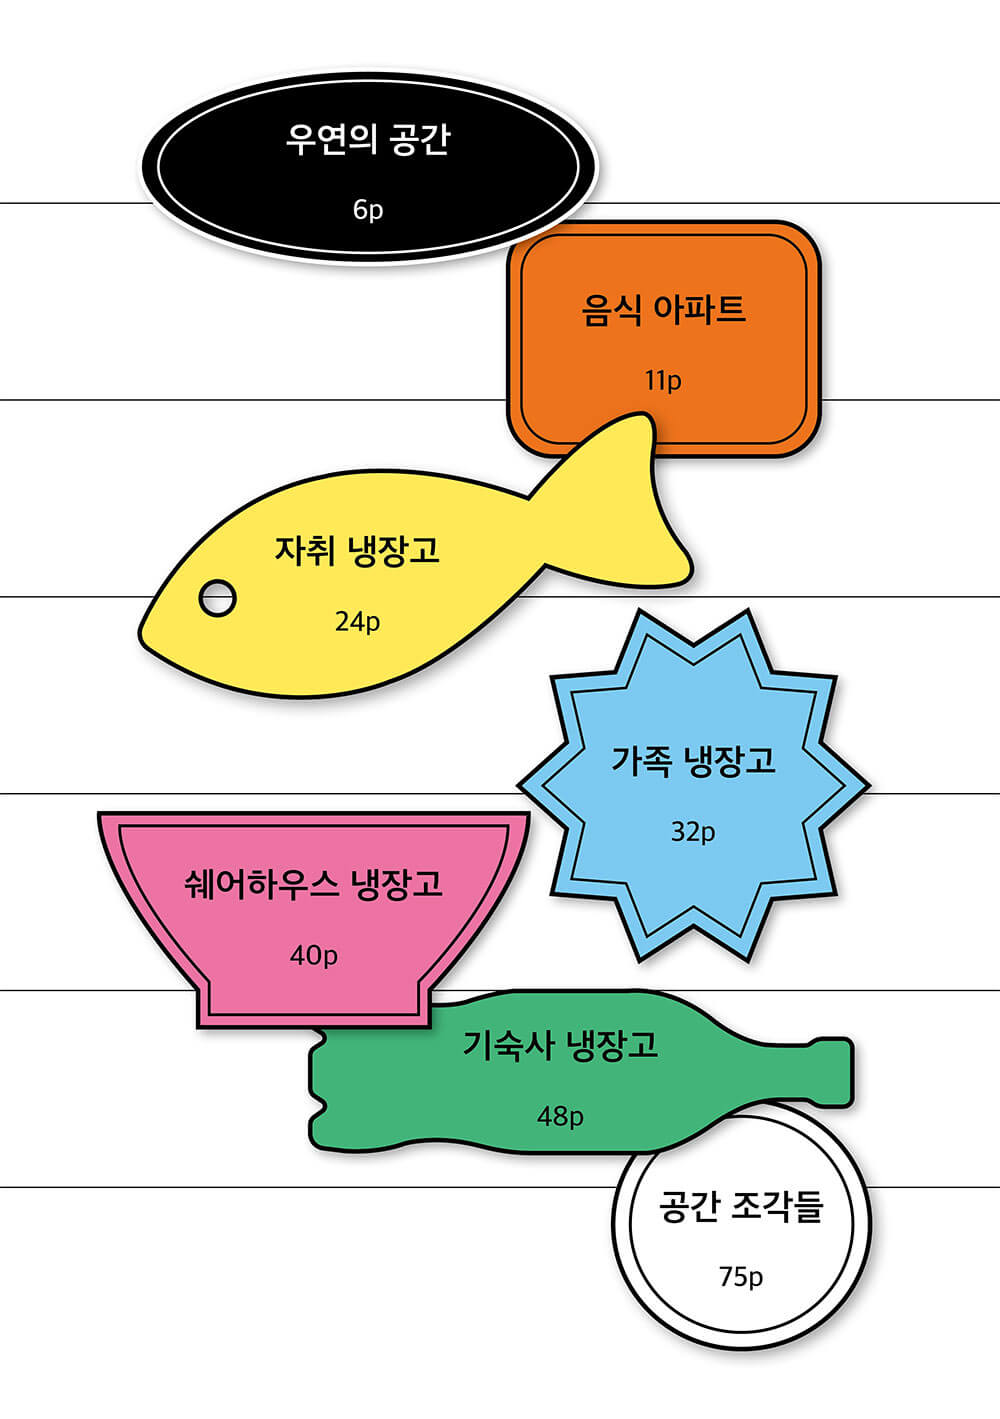 우연의 공간
6p
음식 아파트
11p
자취 냉장고
24p
가족 냉장고
32p
쉐어하우스 냉장고
40p
기숙사 냉장고
48p
공간 조각들
75p